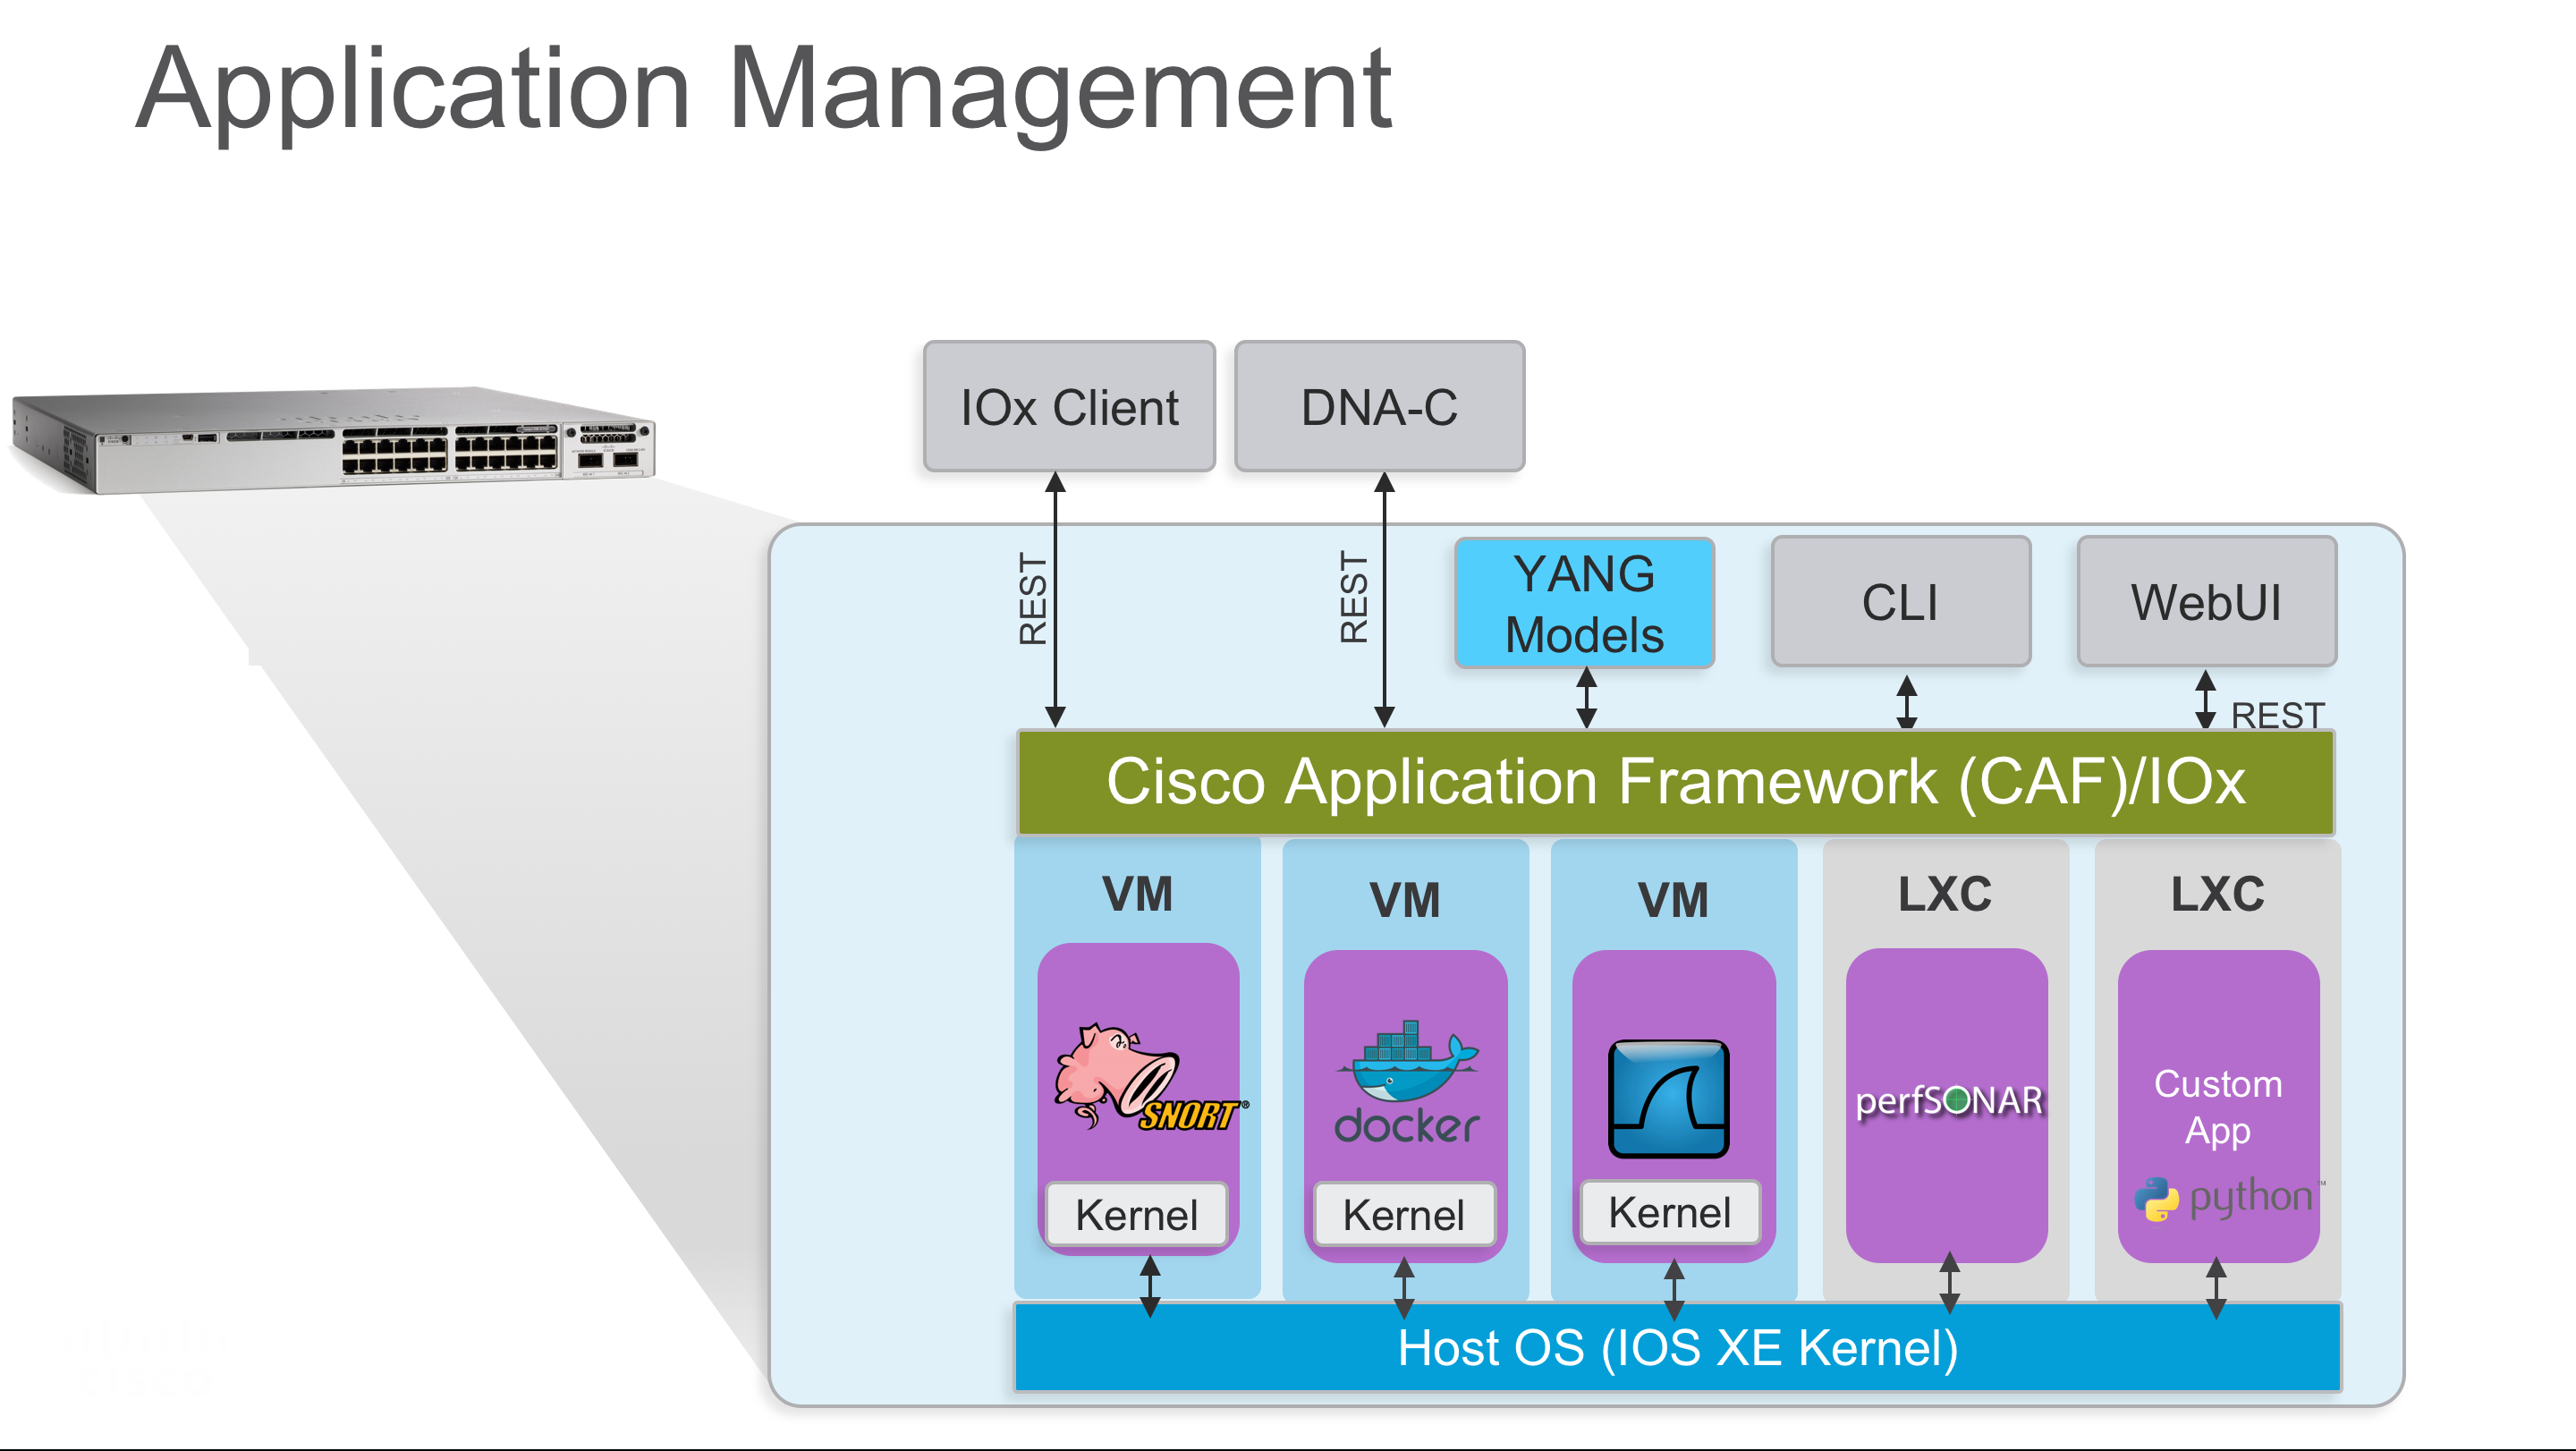 Application Management
IOx Client
DNA-C
REST
REST
YANG
Models
CLI
WebUI
REST
Cisco Application Framework (CAF)/IOx
VM
VM
VM
LXC
LXC
SNORT®
docker
perfSONAR
Custom
App
python™
Kernel
Kernel
Kernel
Host OS (IOS XE Kernel)
CISCO